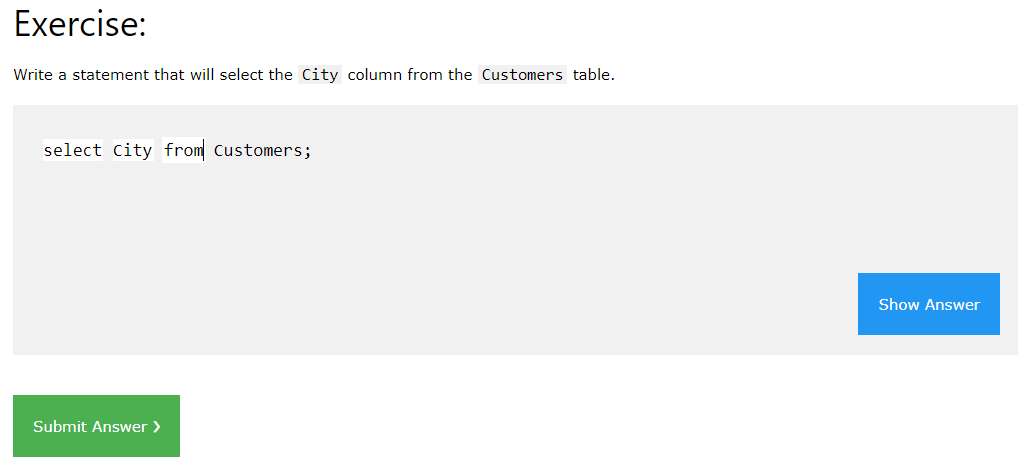 Exercise:
Write a statement that will select the City column from the Customers table.
select City from Customers;
Show Answer
Submit Answer ❯